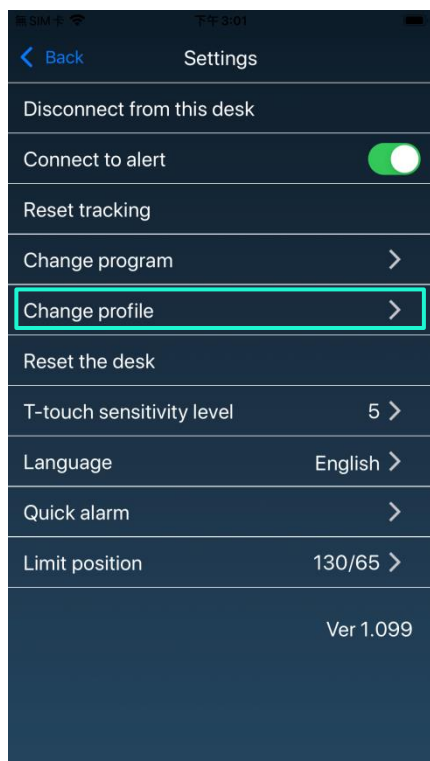 無SIM卡 下午3:01
Back Settings
Disconnect from this desk
Connect to alert
Reset tracking
Change program
Change profile
Reset the desk
T-touch sensitivity level 5
Language English
Quick alarm
Limit position 130/65
Ver 1.099